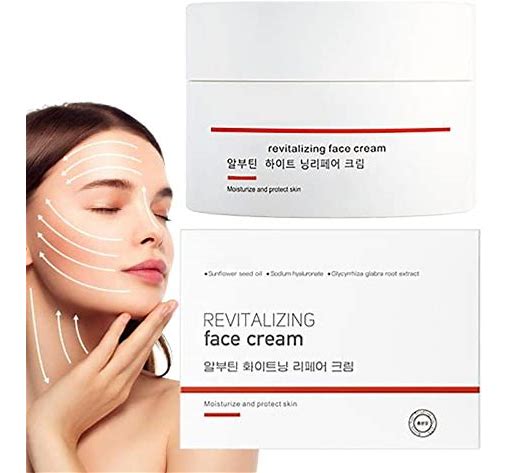 revitalizing face cream
알부틴 하이트 닝리페어 크림
Moisturize and protect skin
•Sunflower seed oil •Sodium hyaluronate •Glycyrrhiza glabra root extract
REVITALIZING
face cream
알부틴 화이트닝 리페어 크림
Moisturize and protect skin